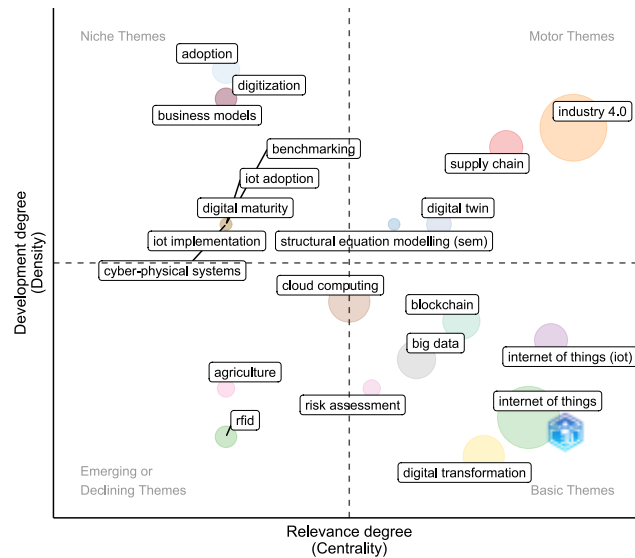 Niche Themes
Motor Themes
adoption
digitization
business models
industry 4.0
benchmarking
supply chain
iot adoption
digital maturity
digital twin
iot implementation
structural equation modelling (sem)
cyber-physical systems
cloud computing
blockchain
big data
internet of things (iot)
agriculture
risk assessment
internet of things
rfid
digital transformation
Emerging or
Declining Themes
Basic Themes
Relevance degree
(Centrality)
Development degree
(Density)